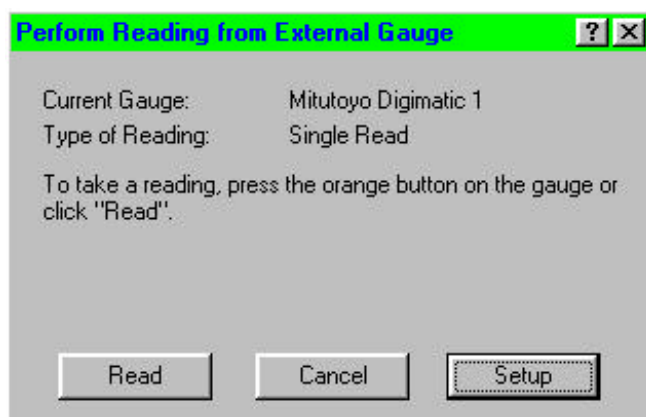 Perform Reading from External Gauge
Current Gauge: Mitutoyo Digimatic 1
Type of Reading: Single Read
To take a reading, press the orange button on the gauge or
click "Read".
Read Cancel Setup